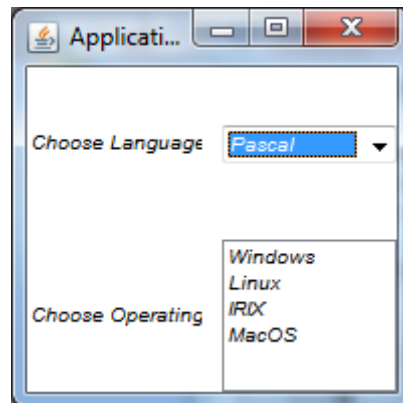 Applicati...
Choose Language
Pascal
Windows
Linux
IRIX
MacOS
Choose Operating